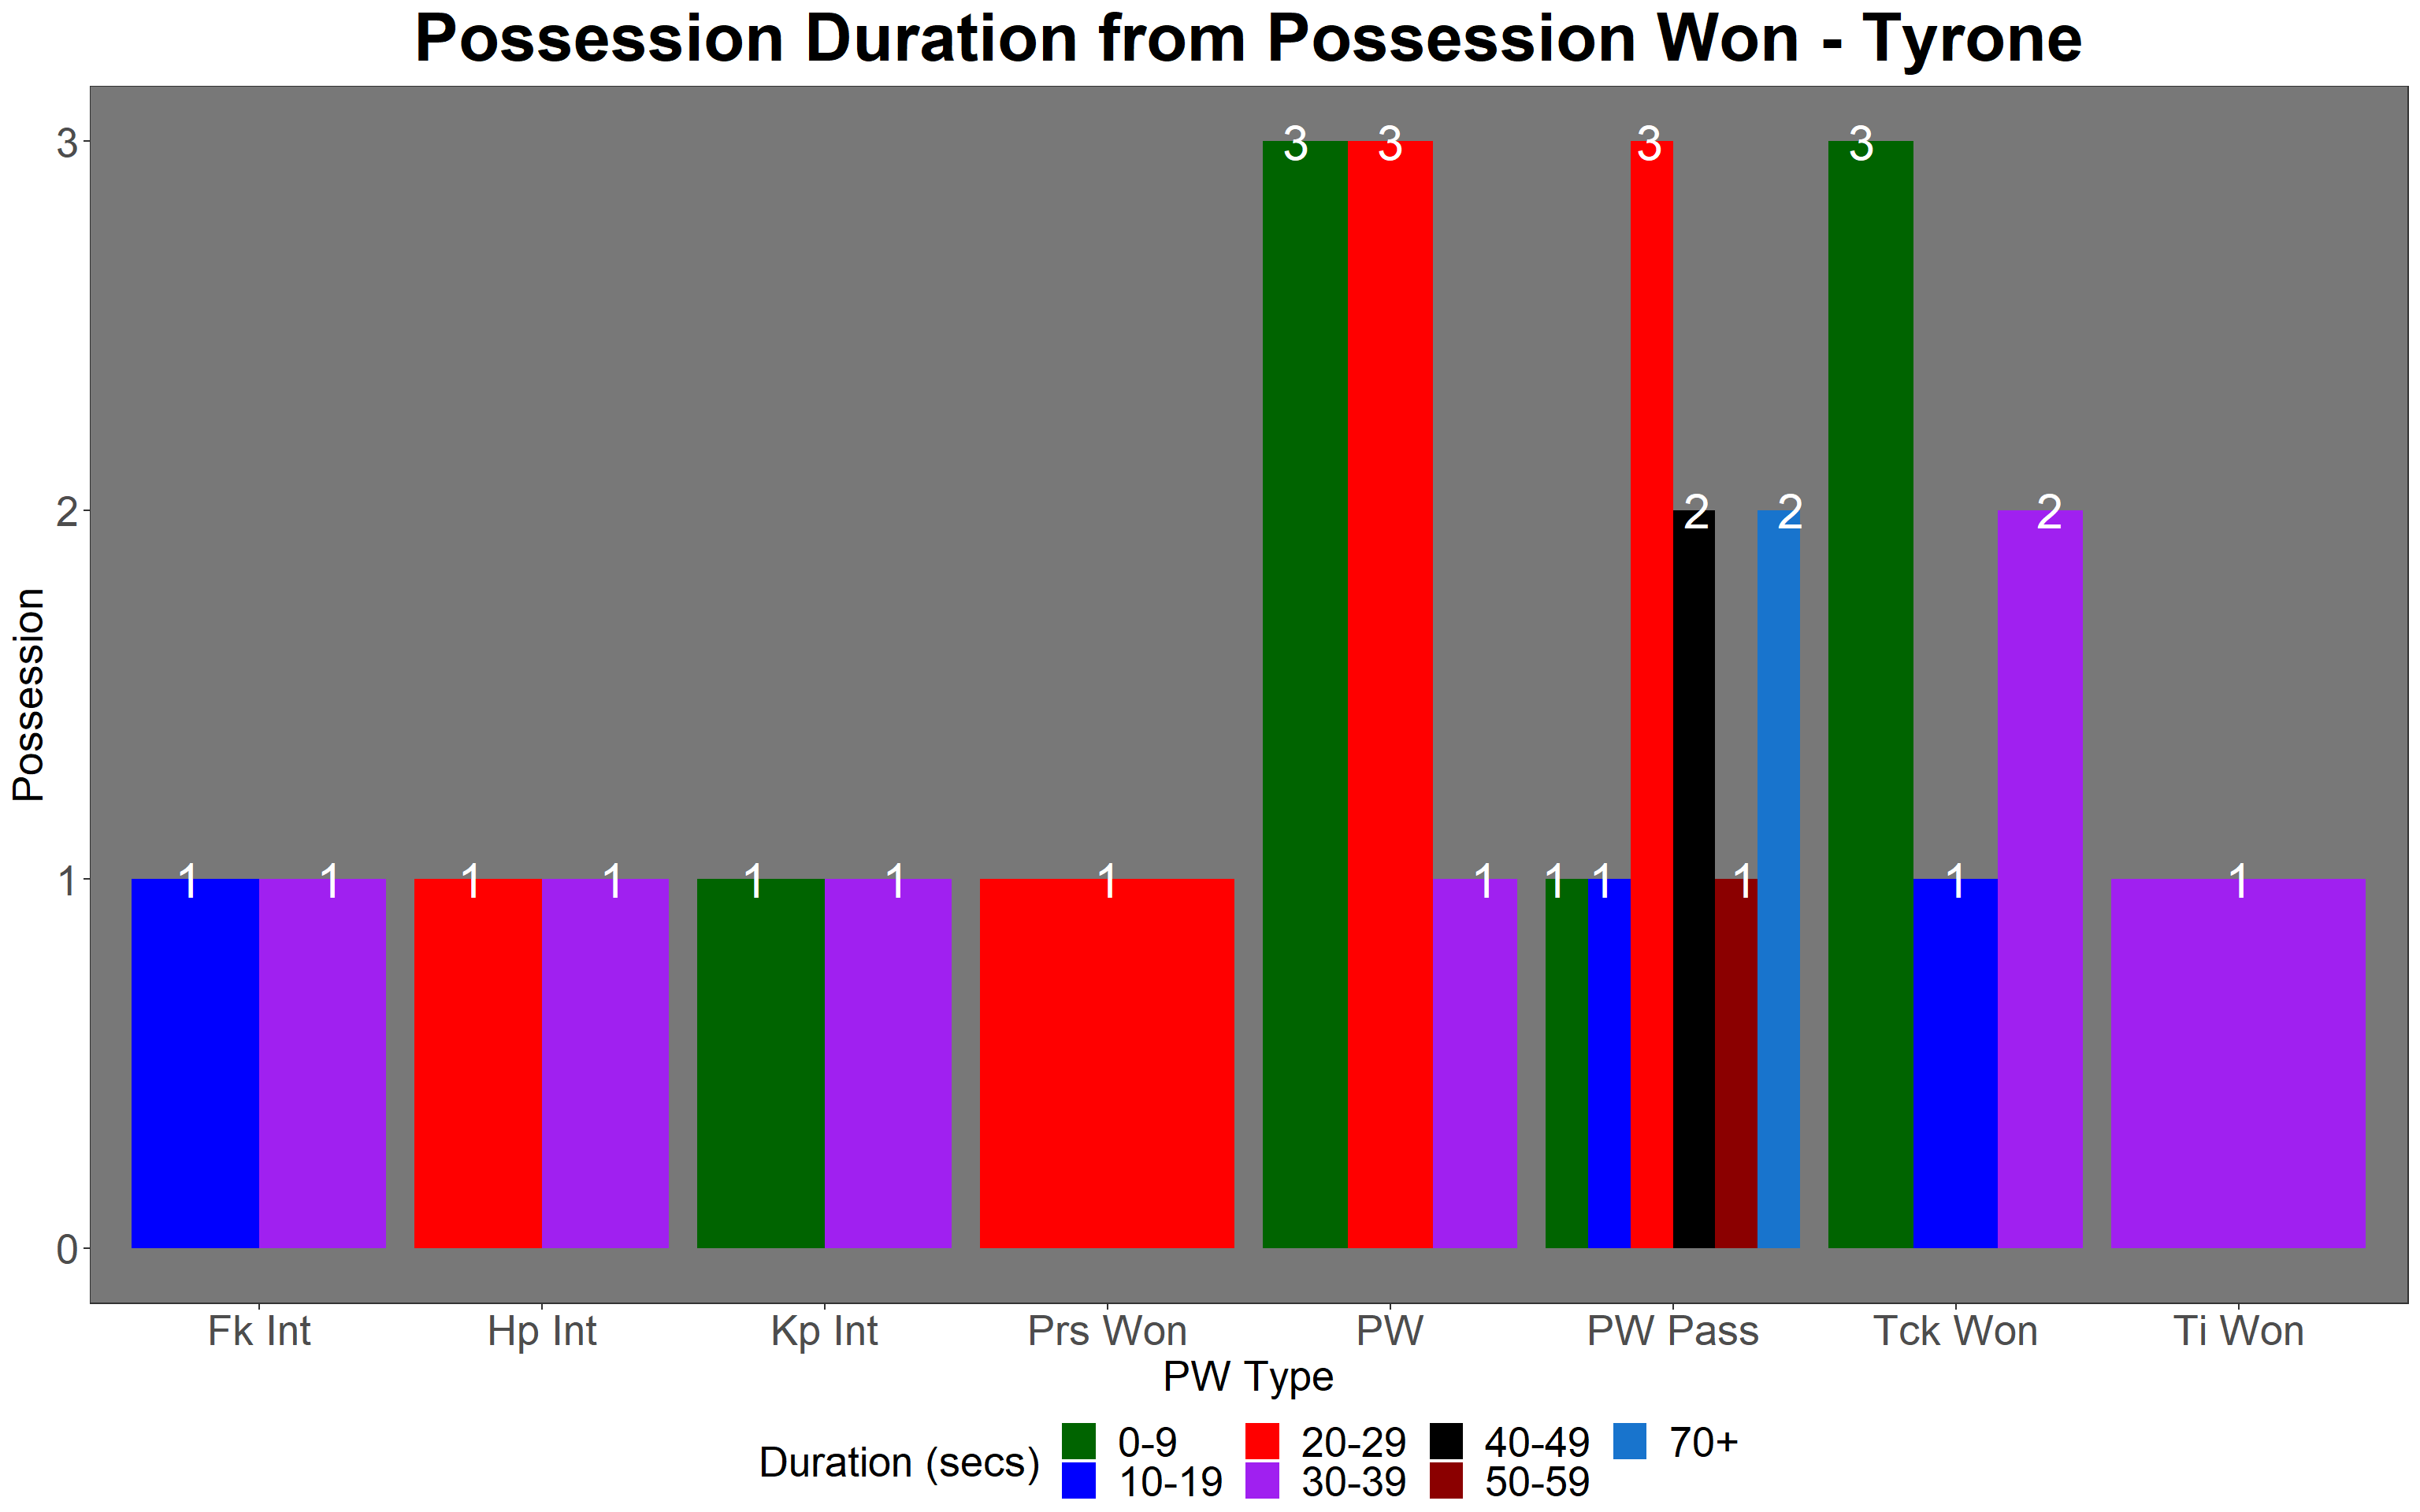 Possession Duration from Possession Won - Tyrone
Possession
3
2
1
0
1 1 1 1 1 1 1 3 3 1 1 1 3 2 1 2 3 1 2 1
Fk Int Hp Int Kp Int Prs Won PW PW Pass Tck Won Ti Won
PW Type
Duration (secs)
0-9 20-29 40-49 70+
10-19 30-39 50-59